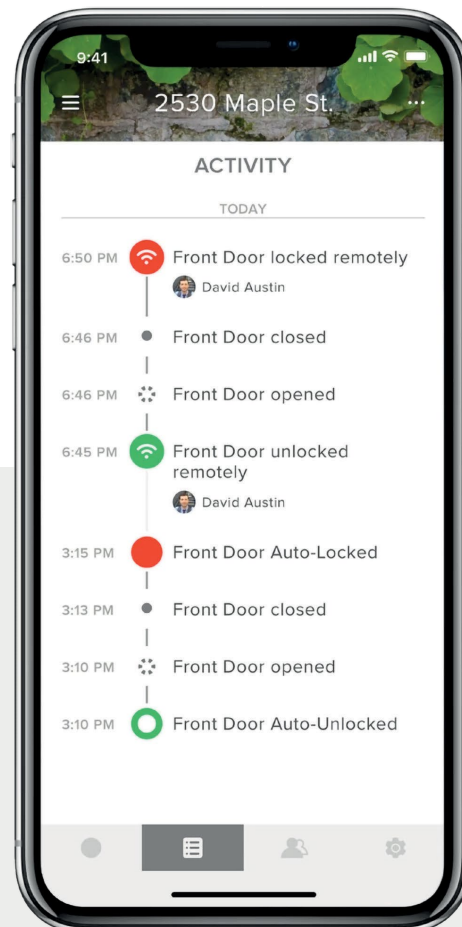 9:41
2530 Maple St.
ACTIVITY
TODAY
6:50 PM Front Door locked remotely
David Austin
6:46 PM Front Door closed
6:46 PM Front Door opened
6:45 PM Front Door unlocked
remotely
David Austin
3:15 PM Front Door Auto-Locked
3:13 PM Front Door closed
3:10 PM Front Door opened
3:10 PM Front Door Auto-Unlocked